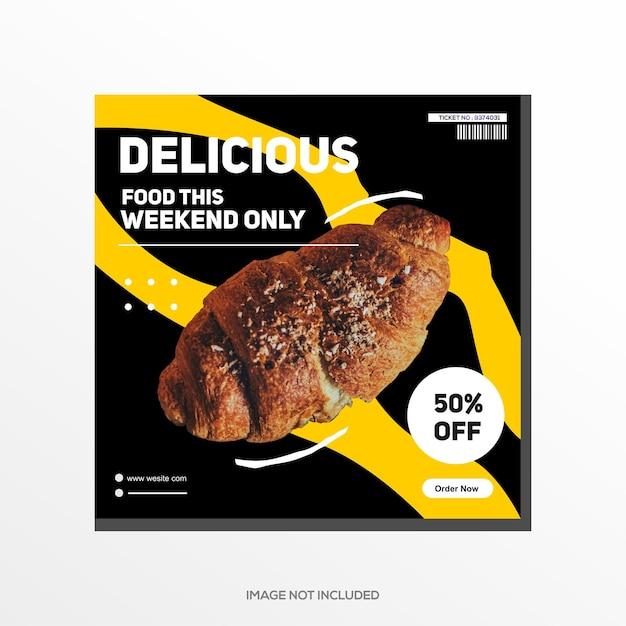 TICKET NO : 9374031
DELICIOUS
FOOD THIS
WEEKEND ONLY
50%
OFF
www wesite com
Order Now
IMAGE NOT INCLUDED